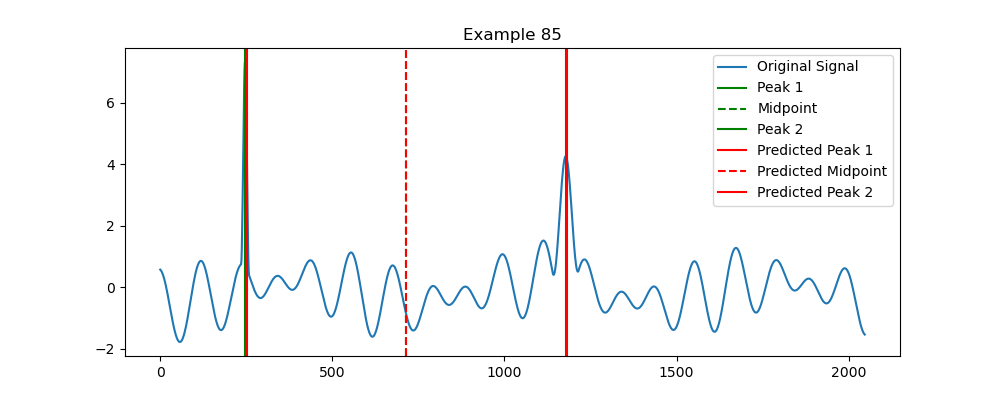 Example 85
Original Signal
Peak 1
Midpoint
Peak 2
Predicted Peak 1
Predicted Midpoint
Predicted Peak 2
6
4
2
0
−2
0 500 1000 1500 2000